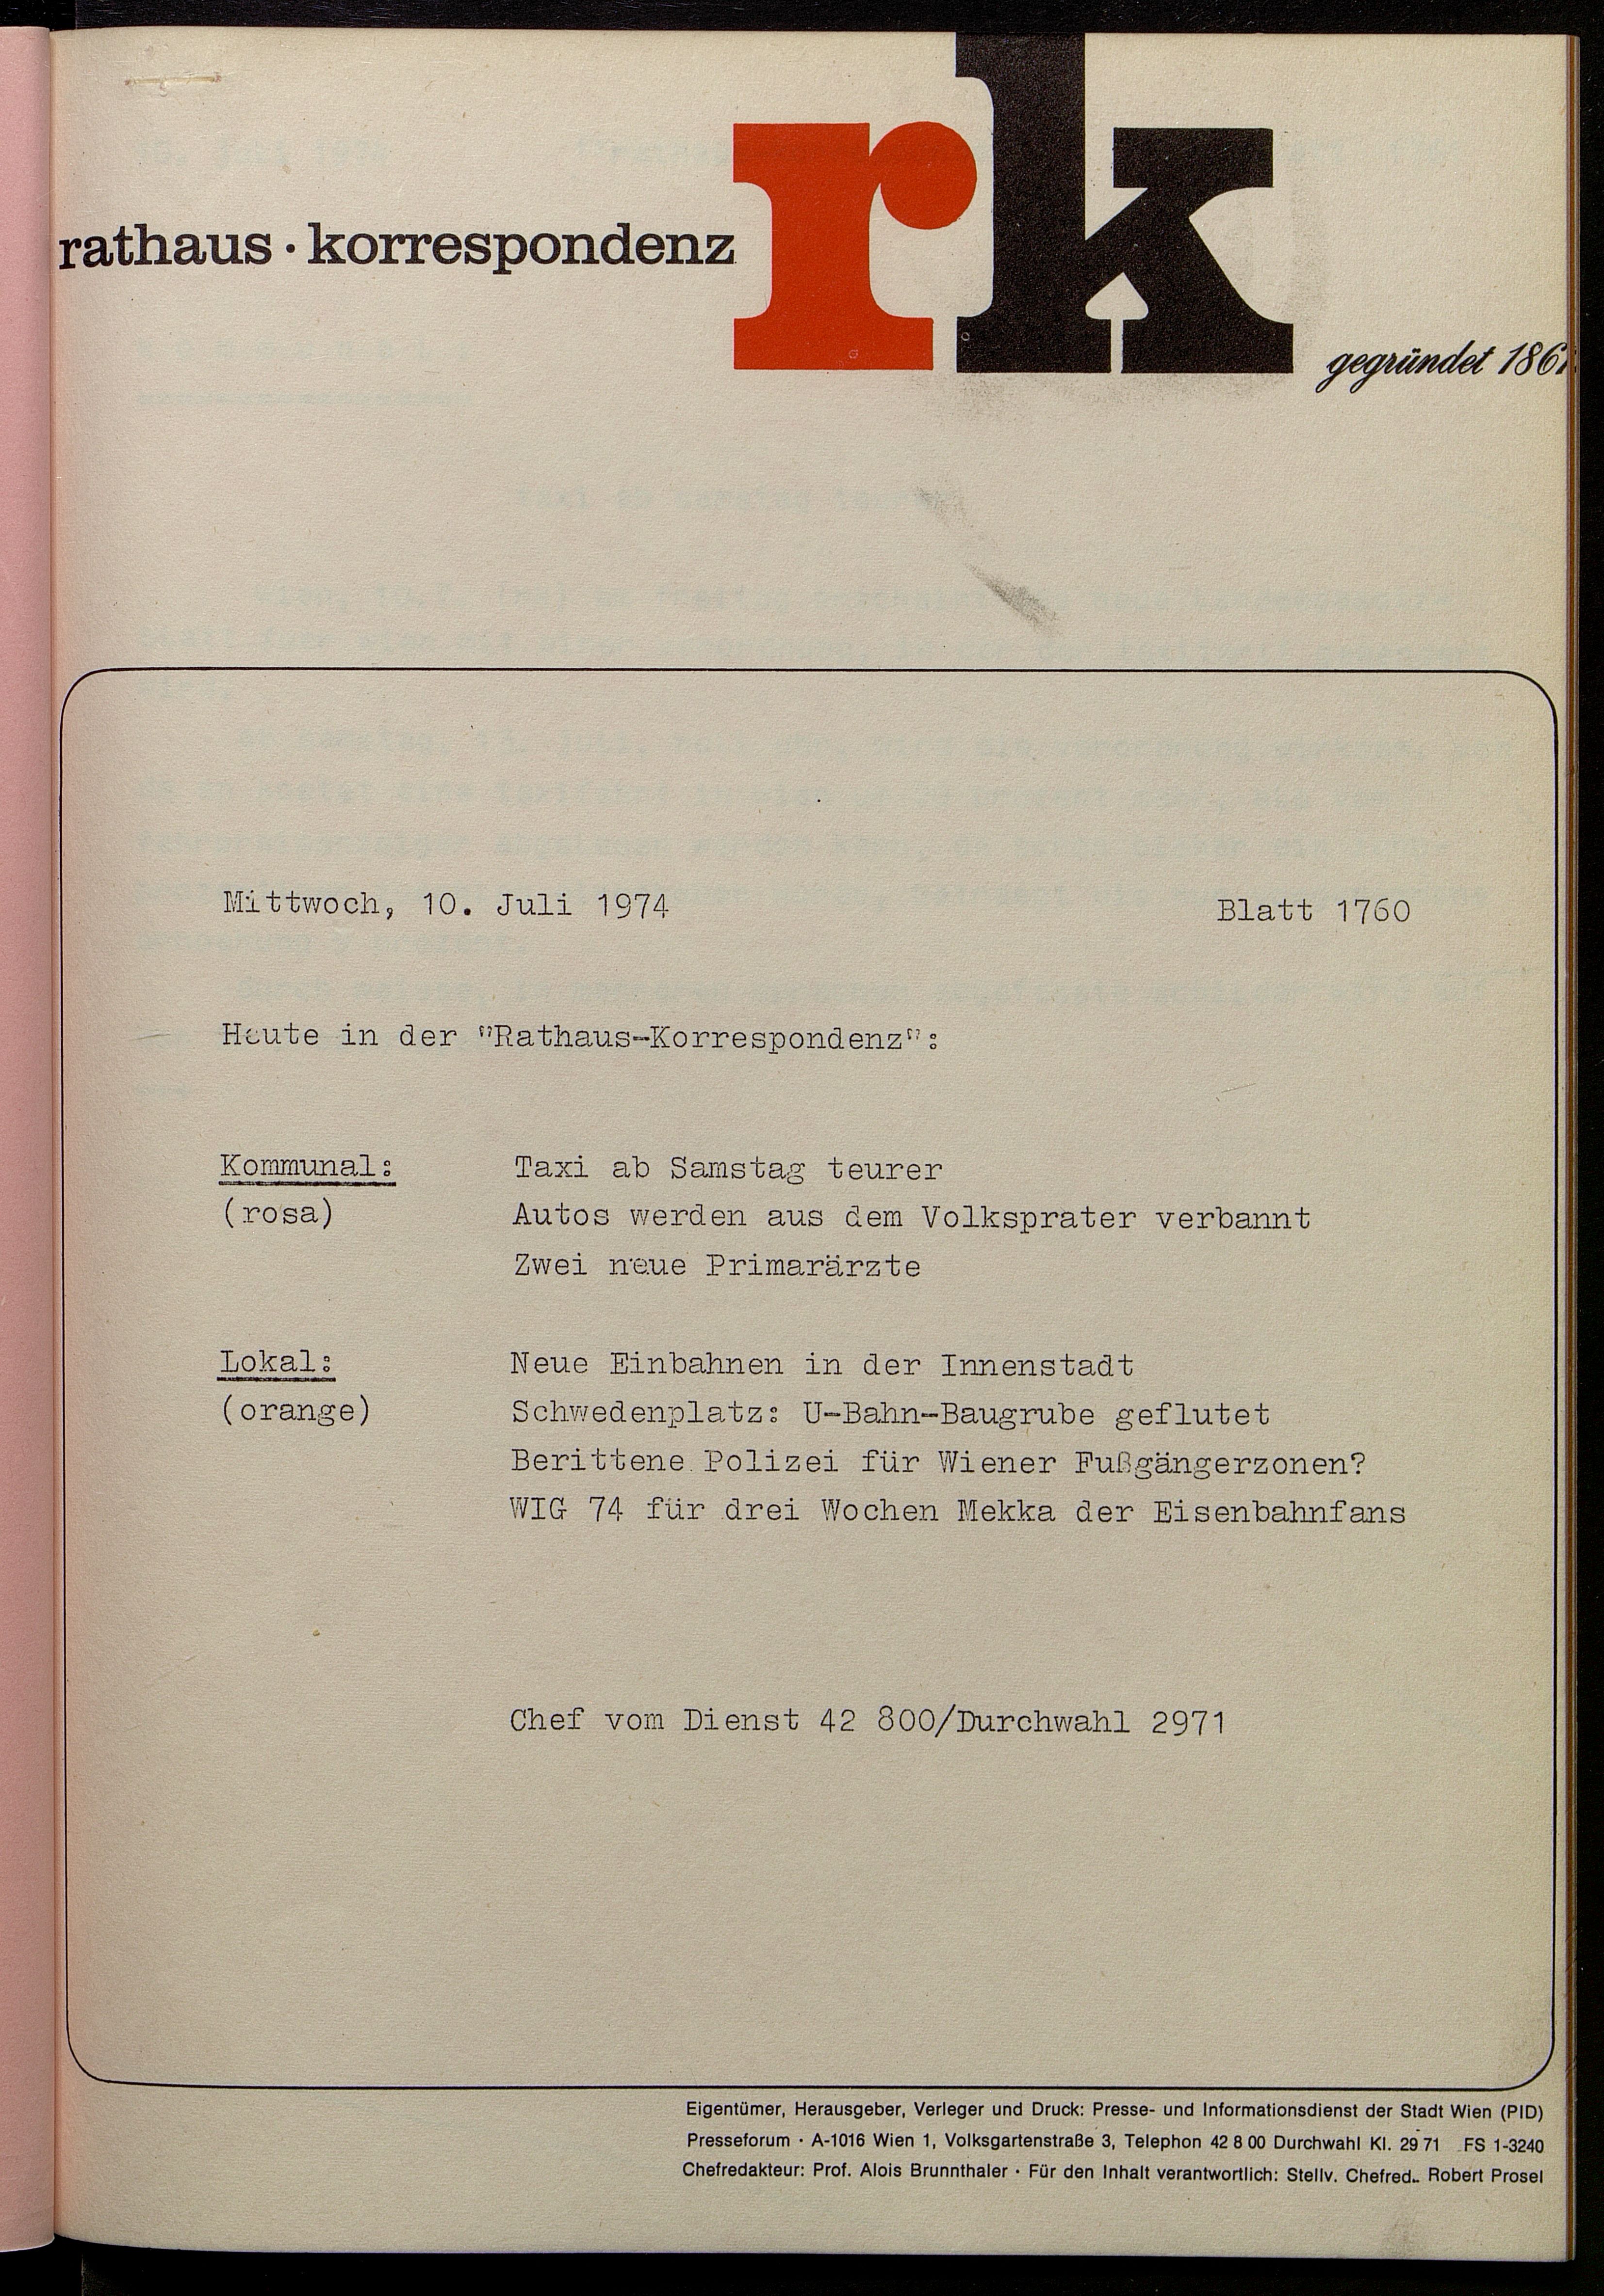 rk
rathaus · korrespondenz
gegründet 1861
Mittwoch, 10. Juli 1974 Blatt 1760
Heute in der "Rathaus-Korrespondenz":
Kommunal: Taxi ab Samstag teurer
(rosa) Autos werden aus dem Volksprater verbannt
Zwei neue Primarärzte
Lokal: Neue Einbahnen in der Innenstadt
(orange) Schwedenplatz: U-Bahn-Baugrube geflutet
Berittene Polizei für Wiener Fußgängerzonen?
WIG 74 für drei Wochen Mekka der Eisenbahnfans
Chef vom Dienst 42 800/Durchwahl 2971
Eigentümer, Herausgeber, Verleger und Druck: Presse- und Informationsdienst der Stadt Wien (PID)
Presseforum · A-1016 Wien 1, Volksgartenstraße 3, Telephon 42 8 00 Durchwahl Kl. 29 71 FS 1-3240
Chefredakteur: Prof. Alois Brunnthaler · Für den Inhalt verantwortlich: Stellv. Chefred. Robert Prosel